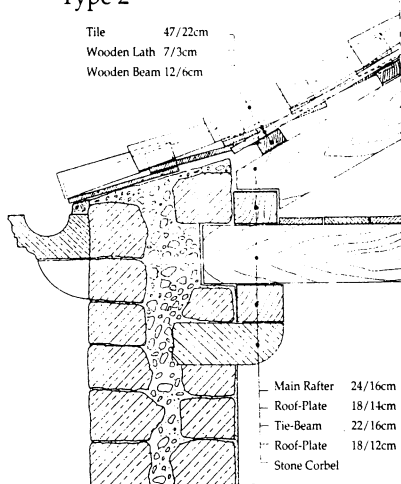 Type 2
Tile 47/22cm
Wooden Lath 7/3cm
Wooden Beam 12/6cm
Main Rafter 24/16cm
Roof-Plate 18/14cm
Tie-Beam 22/16cm
Roof-Plate 18/12cm
Stone Corbel